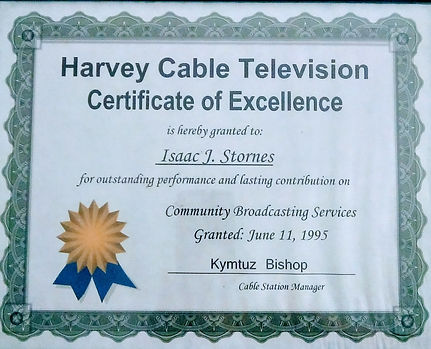 Harvey Cable Television
Certificate of Excellence
is hereby granted to:
Isaac J. Stornes
for outstanding performance and lasting contribution on
Community Broadcasting Services
Granted: June 11, 1995
Kymtuz Bishop
Cable Station Manager